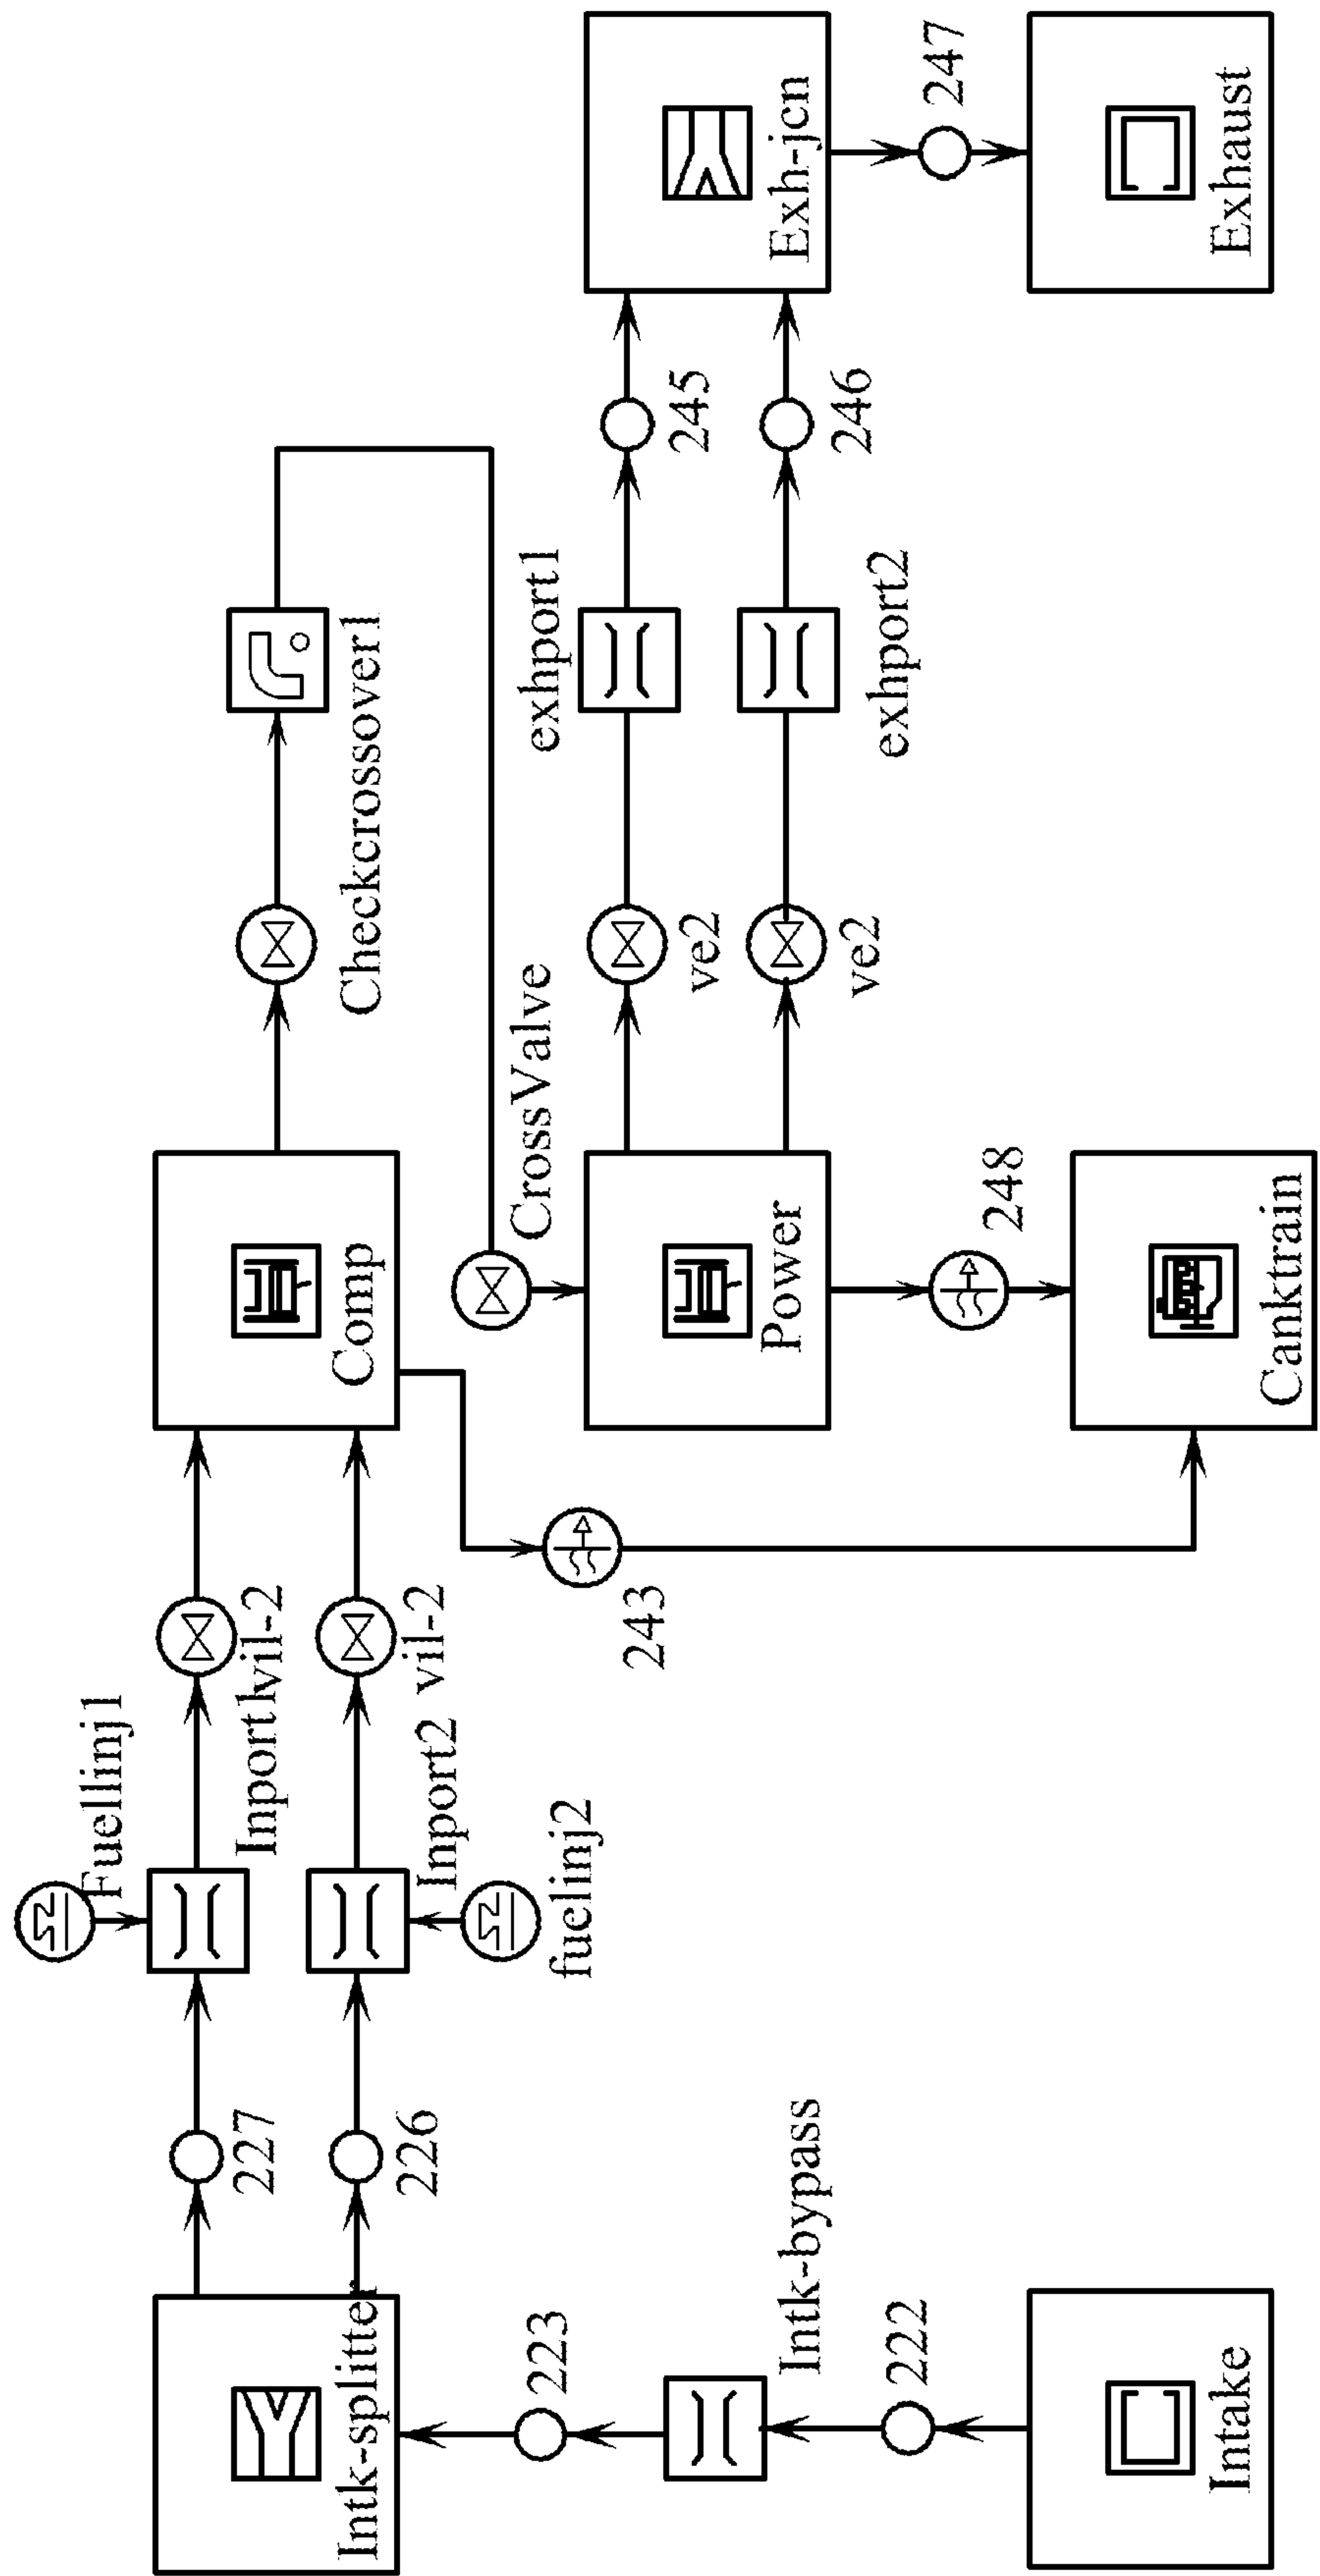 Fuellinj1
227
Inport1
vil-2
Intk-splitter
226
Inport2
vil-2
fuelinj2
Comp
Checkcrossover1
CrossValve
223
243
Intk-bypass
222
Intake
Power
ve2
exhport1
245
ve2
exhport2
246
Exh-jcn
247
248
Canktrain
Exhaust